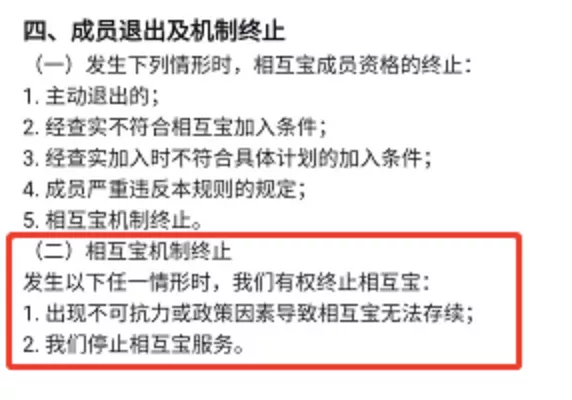 四、成员退出及机制终止
（一）发生下列情形时，相互宝成员资格的终止：
1. 主动退出的；
2. 经查实不符合相互宝加入条件；
3. 经查实加入时不符合具体计划的加入条件；
4. 成员严重违反本规则的规定；
5. 相互宝机制终止。
（二）相互宝机制终止
发生以下任一情形时，我们有权终止相互宝：
1. 出现不可抗力或政策因素导致相互宝无法存续；
2. 我们停止相互宝服务。